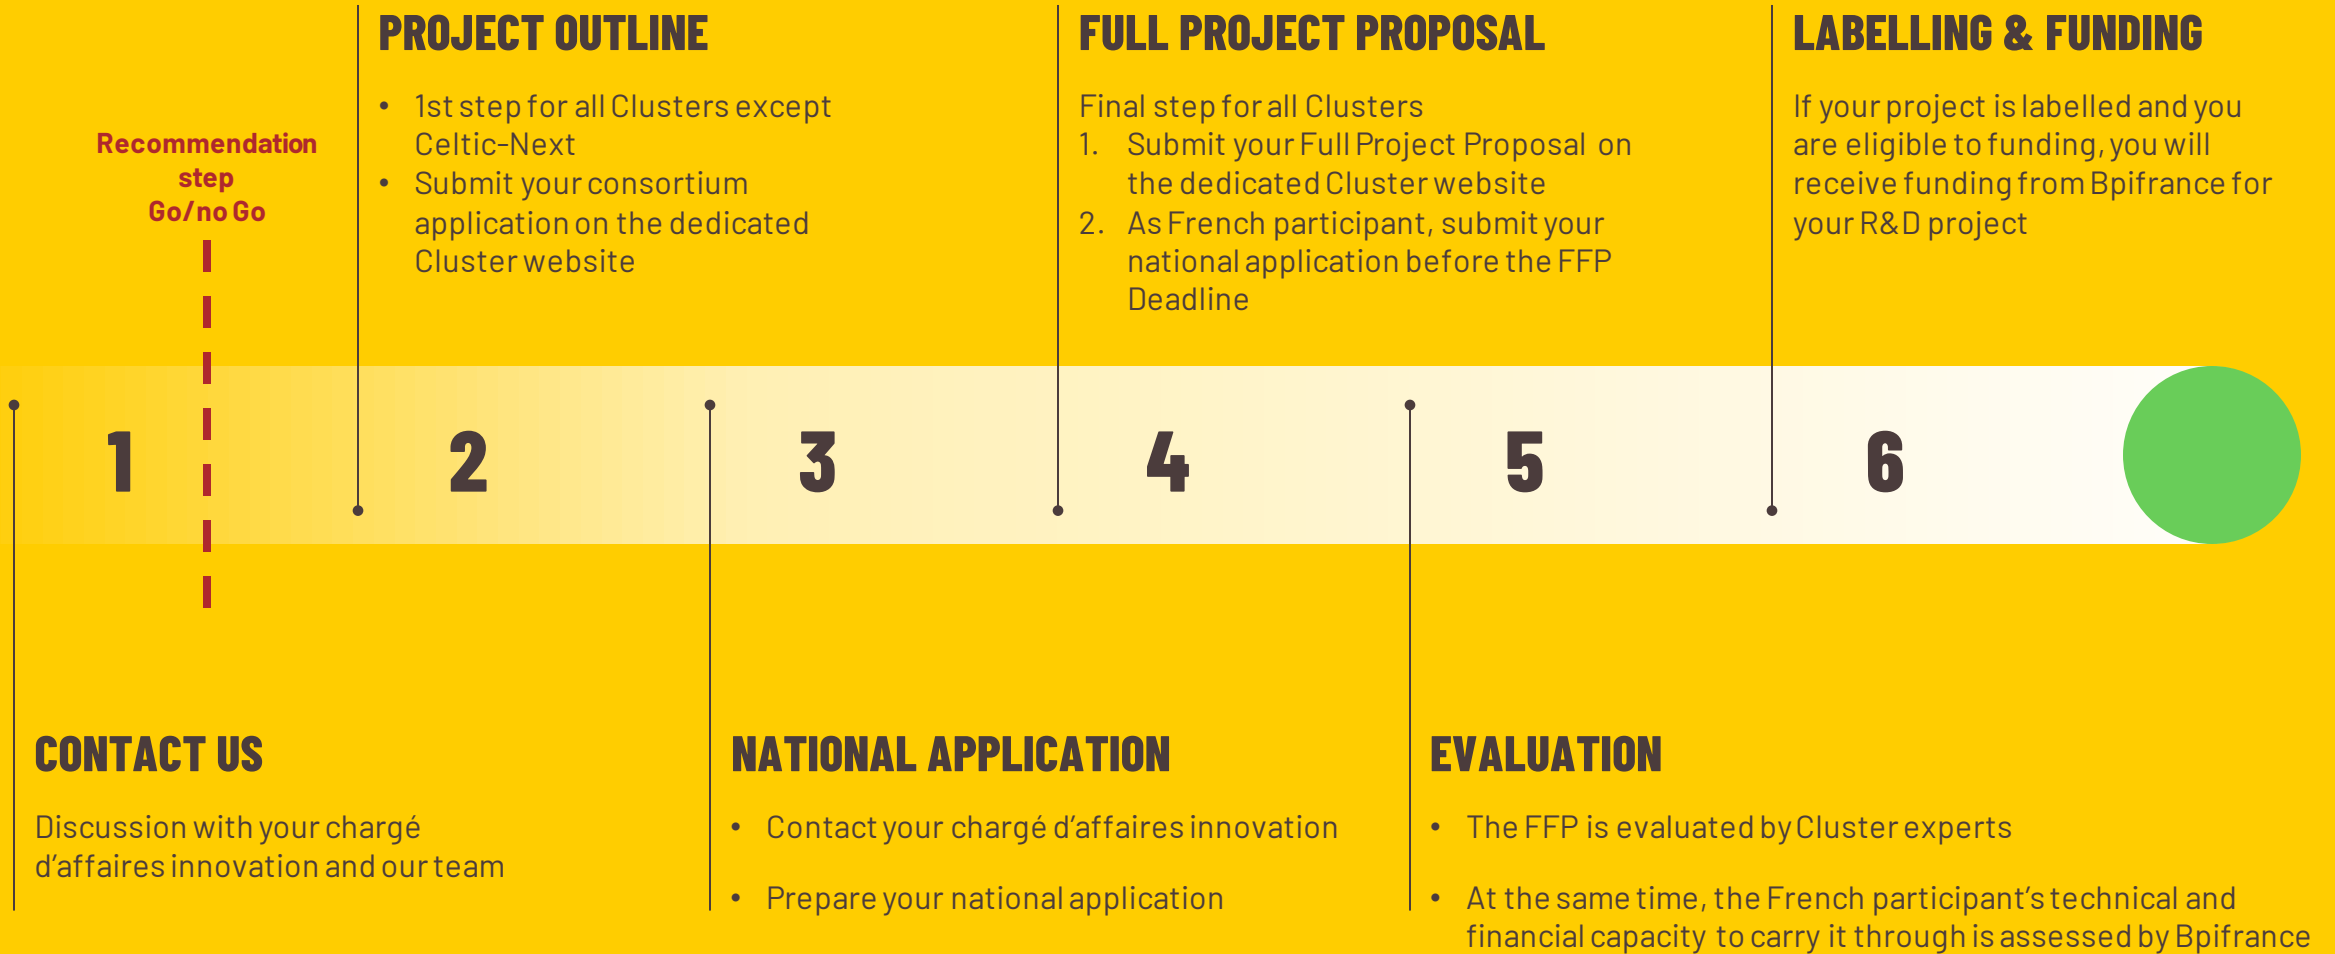 PROJECT OUTLINE
• 1st step for all Clusters except
Celtic-Next
• Submit your consortium
application on the dedicated
Cluster website
FULL PROJECT PROPOSAL
Final step for all Clusters
1. Submit your Full Project Proposal on
the dedicated Cluster website
2. As French participant, submit your
national application before the FFP
Deadline
LABELLING & FUNDING
If your project is labelled and you
are eligible to funding, you will
receive funding from Bpifrance for
your R&D project
Recommendation
step
Go/no Go
1
2
3
4
5
6
CONTACT US
Discussion with your chargé
d’affaires innovation and our team
NATIONAL APPLICATION
• Contact your chargé d’affaires innovation
• Prepare your national application
EVALUATION
• The FFP is evaluated by Cluster experts
• At the same time, the French participant’s technical and
financial capacity to carry it through is assessed by Bpifrance